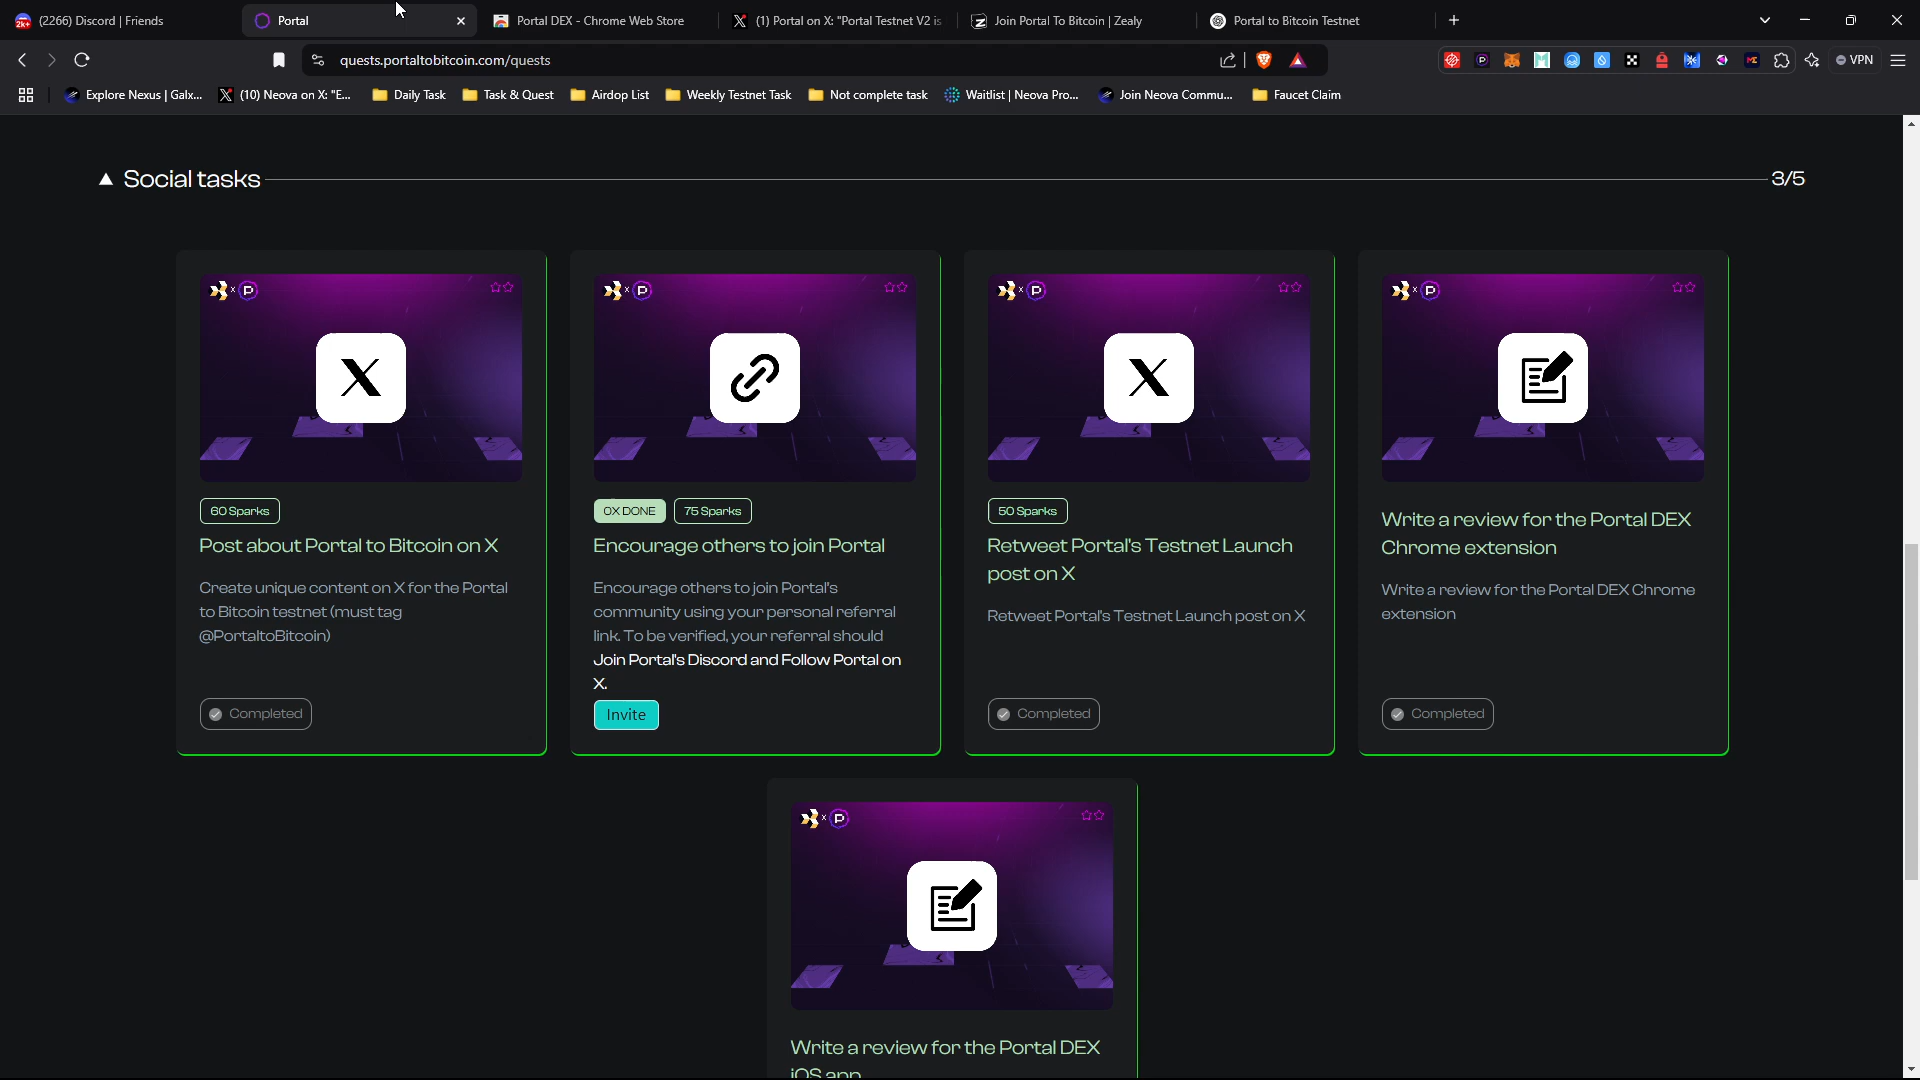 (2266) Discord | Friends
Portal
Portal DEX - Chrome Web Store
(1) Portal on X: "Portal Testnet V2 is
Join Portal To Bitcoin | Zealy
Portal to Bitcoin Testnet
quests.portaltobitcoin.com/quests
VPN
Explore Nexus | Galx...
(10) Neova on X: "E...
Daily Task
Task & Quest
Airdop List
Weekly Testnet Task
Not complete task
Waitlist | Neova Pro...
Join Neova Commu...
Faucet Claim
Social tasks
3/5
60 Sparks
Post about Portal to Bitcoin on X
Create unique content on X for the Portal
to Bitcoin testnet (must tag
@PortaltoBitcoin)
Completed
0X DONE
75 Sparks
Encourage others to join Portal
Encourage others to join Portal's
community using your personal referral
link. To be verified, your referral should
Join Portal's Discord and Follow Portal on
X.
Invite
50 Sparks
Retweet Portal's Testnet Launch
post on X
Retweet Portal's Testnet Launch post on X
Completed
Write a review for the Portal DEX
Chrome extension
Write a review for the Portal DEX Chrome
extension
Completed
Write a review for the Portal DEX
iOS app